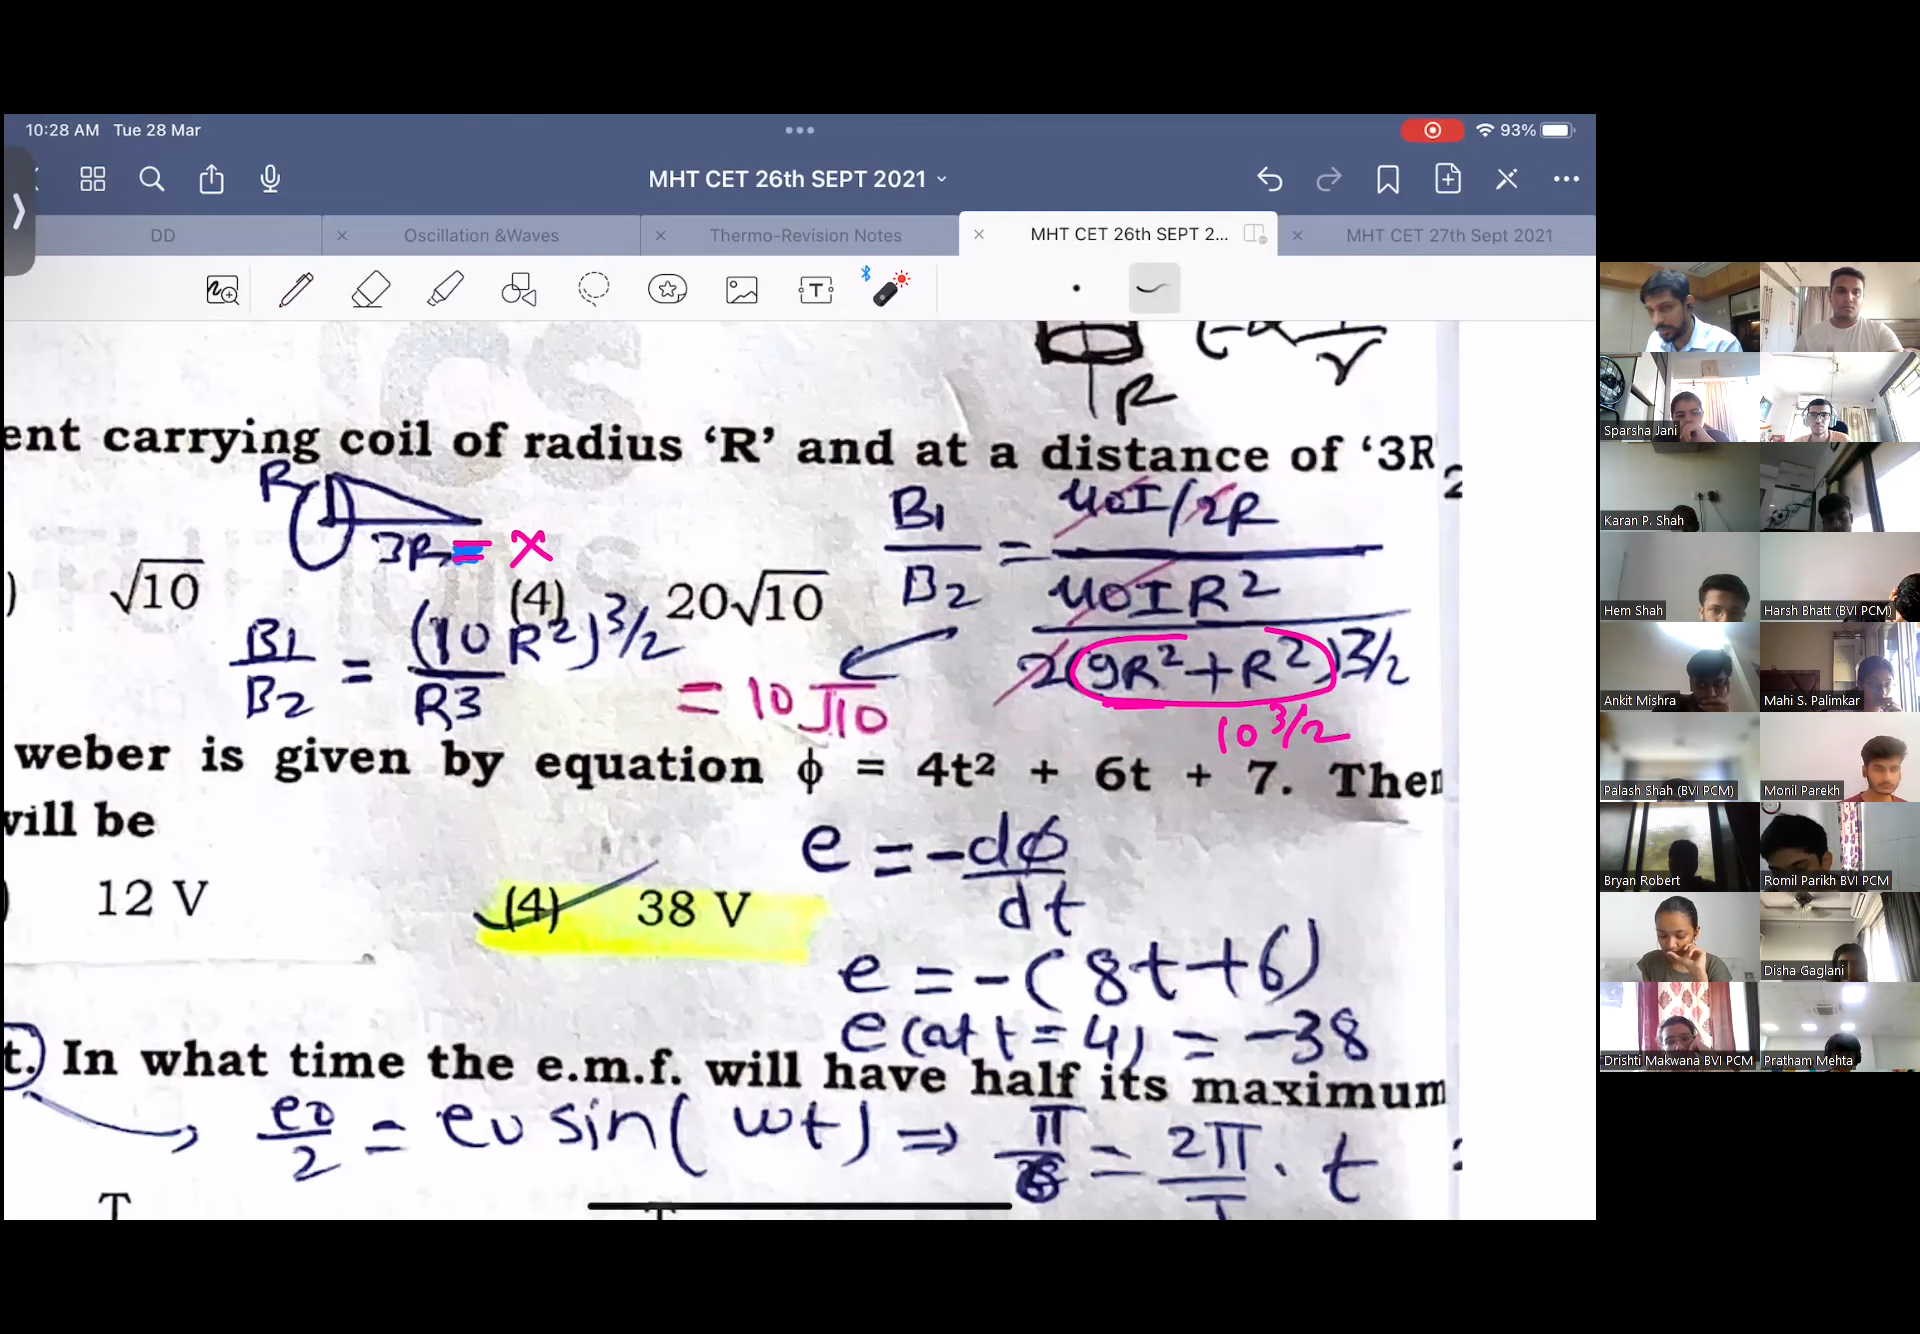 10:28 AM Tue 28 Mar
93%
MHT CET 26th SEPT 2021
DD
Oscillation &Waves
Thermo-Revision Notes
MHT CET 26th SEPT 2...
MHT CET 27th Sept 2021
R
ent carrying coil of radius ‘R’ and at a distance of ‘3R
R
3R = x
B1/B2 = (μ0I/2R)/(μ0IR²/2(9R²+R²)3/2)
) √10
(4) 20√10
B1/B2 = (10R²)3/2/R3 = 10√10
10 3/2
weber is given by equation ϕ = 4t² + 6t + 7. Then
will be
e = -dϕ/dt
) 12 V
(4) 38 V
e = -(8t+6)
e(at t=4) = -38
t. In what time the e.m.f. will have half its maximum
e0/2 = e0 sin(ωt) ⇒ π/6 = 2π/T . t
T
Sparsha Jani
Karan P. Shah
Hem Shah
Harsh Bhatt (BVI PCM)
Ankit Mishra
Mahi S. Palimkar
Palash Shah (BVI PCM)
Monil Parekh
Bryan Robert
Romil Parikh BVI PCM
Disha Gaglani
Drishti Makwana BVI PCM
Pratham Mehta